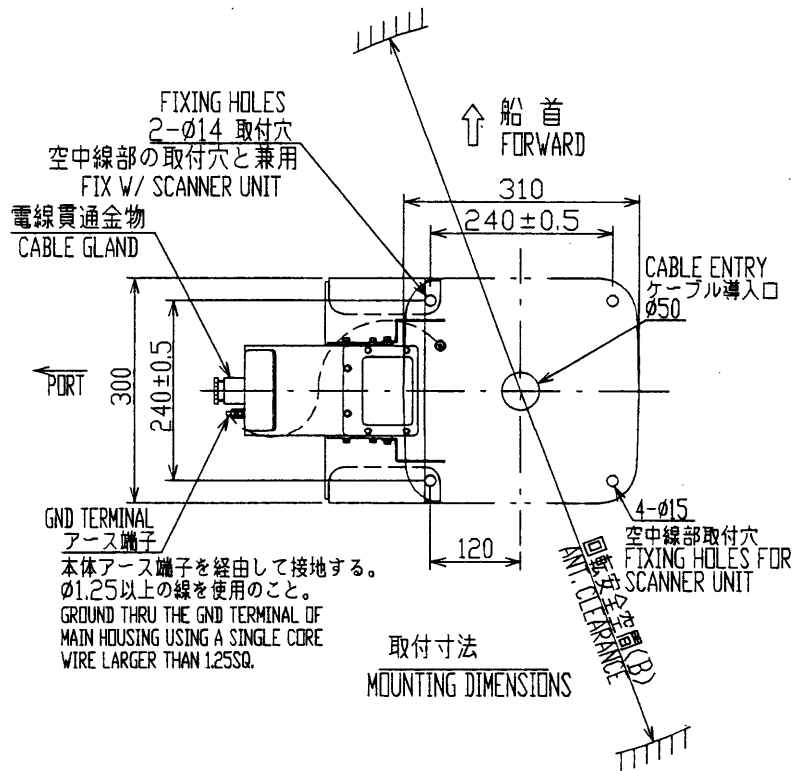 FIXING HOLES
2-Ø14 取付穴
空中線部の取付穴と兼用
FIX W/ SCANNER UNIT
電線貫通金物
CABLE GLAND
船首
FORWARD
310
240±0.5
CABLE ENTRY
ケーブル導入口
Ø50
PORT
300
240±0.5
GND TERMINAL
アース端子
本体アース端子を経由して接地する。
Ø1.25以上の線を使用のこと。
GROUND THRU THE GND TERMINAL OF
MAIN HOUSING USING A SINGLE CORE
WIRE LARGER THAN 1.25SQ.
120
4-Ø15
空中線部取付穴
FIXING HOLES FOR
SCANNER UNIT
回転安全空間(B)
ANT. CLEARANCE
取付寸法
MOUNTING DIMENSIONS